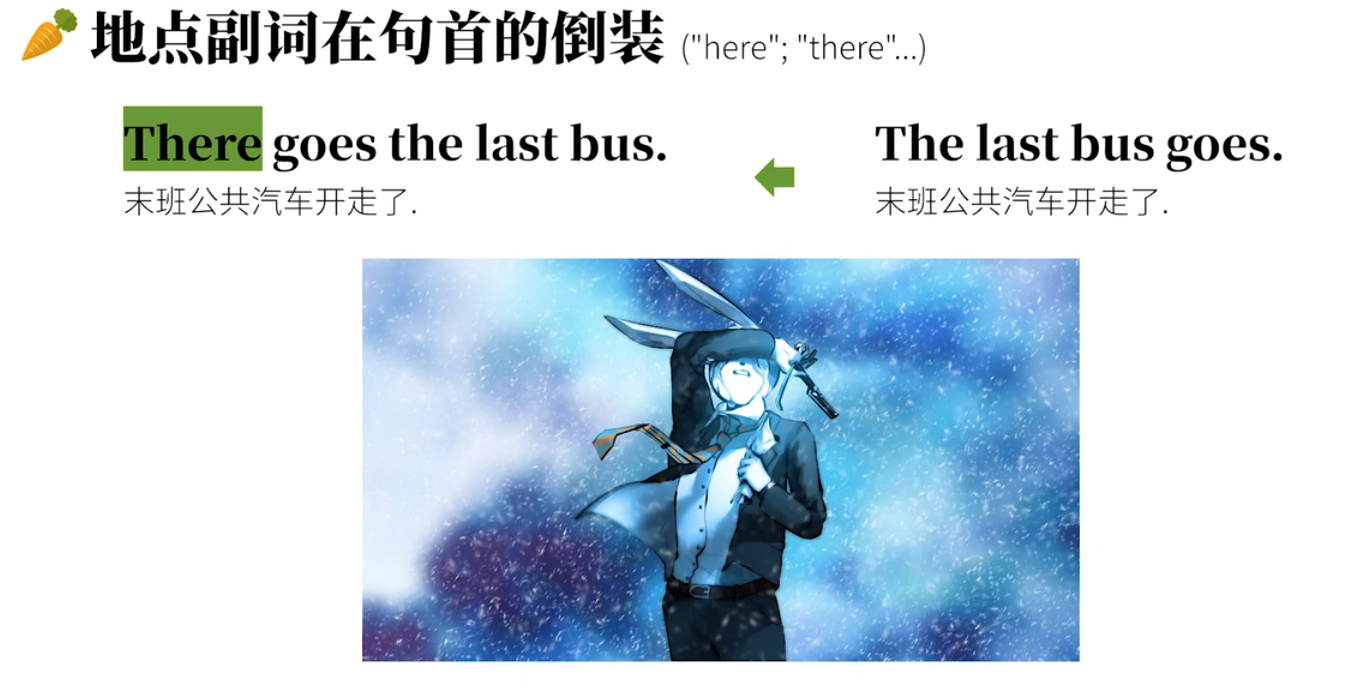 地点副词在句首的倒装 ("here"; "there"...)
There goes the last bus.
末班公共汽车开走了.
The last bus goes.
末班公共汽车开走了.